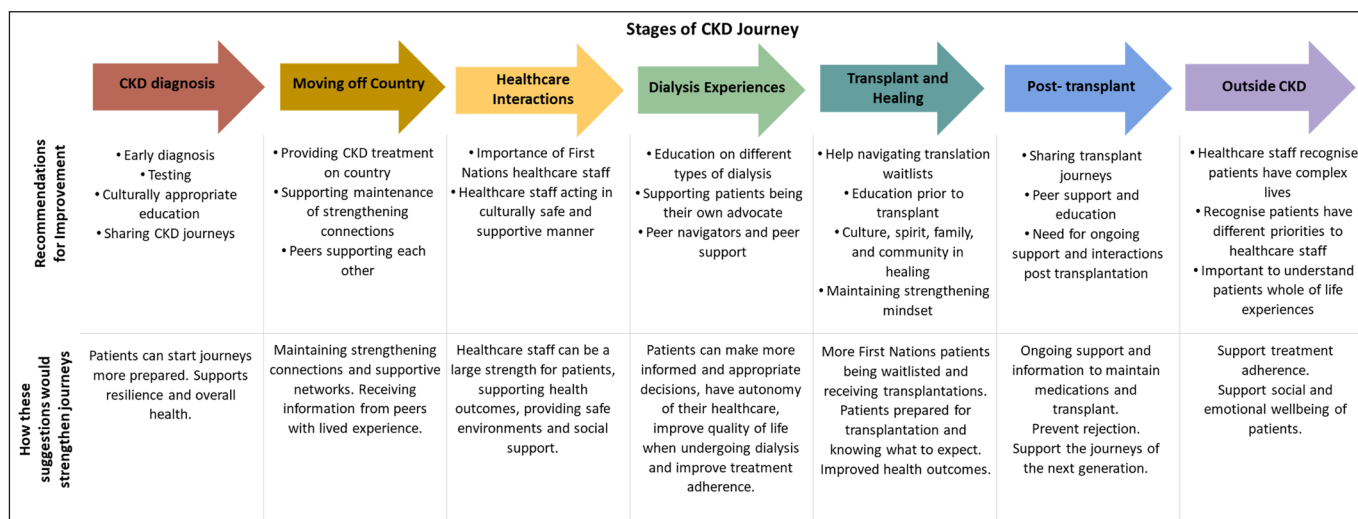 Stages of CKD Journey
CKD diagnosis
Moving off Country
Healthcare
Interactions
Dialysis Experiences
Transplant and
Healing
Post- transplant
Outside CKD
Recommendations
for Improvement
• Early diagnosis
• Testing
• Culturally appropriate
education
• Sharing CKD journeys
• Providing CKD treatment
on country
• Supporting maintenance
of strengthening
connections
• Peers supporting each
other
• Importance of First
Nations healthcare staff
• Healthcare staff acting in
culturally safe and
supportive manner
• Education on different
types of dialysis
• Supporting patients being
their own advocate
• Peer navigators and peer
support
• Help navigating translation
waitlists
• Education prior to
transplant
• Culture, spirit, family,
and community in
healing
• Maintaining strengthening
mindset
• Sharing transplant
journeys
• Peer support and
education
• Need for ongoing
support and interactions
post transplantation
• Healthcare staff recognise
patients have complex
lives
• Recognise patients have
different priorities to
healthcare staff
• Important to understand
patients whole of life
experiences
How these
suggestions would
strengthen journeys
Patients can start journeys
more prepared. Supports
resilience and overall
health.
Maintaining strengthening
connections and supportive
networks. Receiving
information from peers
with lived experience.
Healthcare staff can be a
large strength for patients,
supporting health
outcomes, providing safe
environments and social
support.
Patients can make more
informed and appropriate
decisions, have autonomy
of their healthcare,
improve quality of life
when undergoing dialysis
and improve treatment
adherence.
More First Nations patients
being waitlisted and
receiving transplantations.
Patients prepared for
transplantation and
knowing what to expect.
Improved health outcomes.
Ongoing support and
information to maintain
medications and
transplant.
Prevent rejection.
Support the journeys of
the next generation.
Support treatment
adherence.
Support social and
emotional wellbeing of
patients.